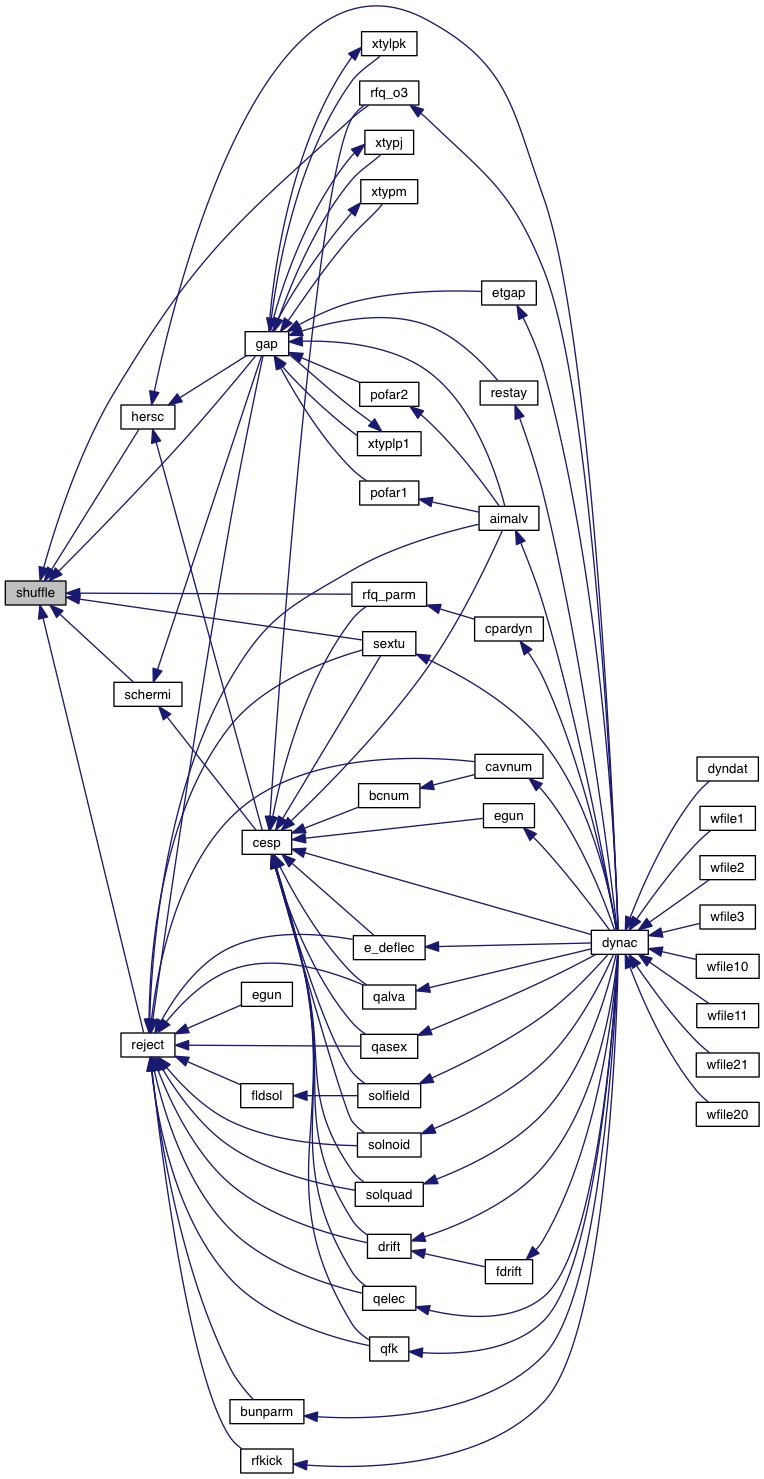 xtylpk
rfq_o3
xtypj
xtypm
etgap
gap
restay
pofar2
hersc
xtyplp1
pofar1
aimalv
shuffle
rfq_parm
cpardyn
sextu
schermi
cavnum
dyndat
bcnum
egun
wfile1
cesp
wfile2
wfile3
e_deflec
dynac
wfile10
egun
qalva
wfile11
reject
qasex
wfile21
fldsol
solfield
wfile20
solnoid
solquad
drift
fdrift
qelec
qfk
bunparm
rfkick